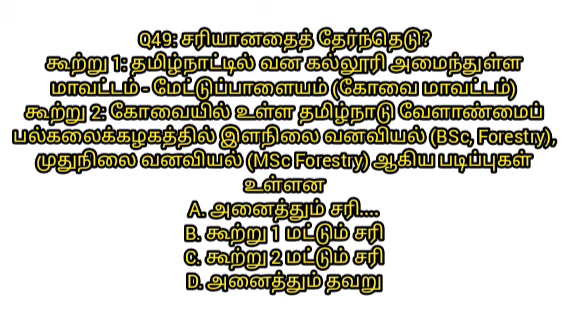 Q49: சரியானதைத் தேர்ந்தெடு?
கூற்று 1: தமிழ்நாட்டில் வன கல்லூரி அமைந்துள்ள
மாவட்டம் - மேட்டுப்பாளையம் (கோவை மாவட்டம்)
கூற்று 2: கோவையில் உள்ள தமிழ்நாடு வேளாண்மைப்
பல்கலைக்கழகத்தில் இளநிலை வனவியல் (BSc, Forestry),
முதுநிலை வனவியல் (MSc Forestry) ஆகிய படிப்புகள்
உள்ளன
A. அனைத்தும் சரி....
B. கூற்று 1 மட்டும் சரி
C. கூற்று 2 மட்டும் சரி
D. அனைத்தும் தவறு